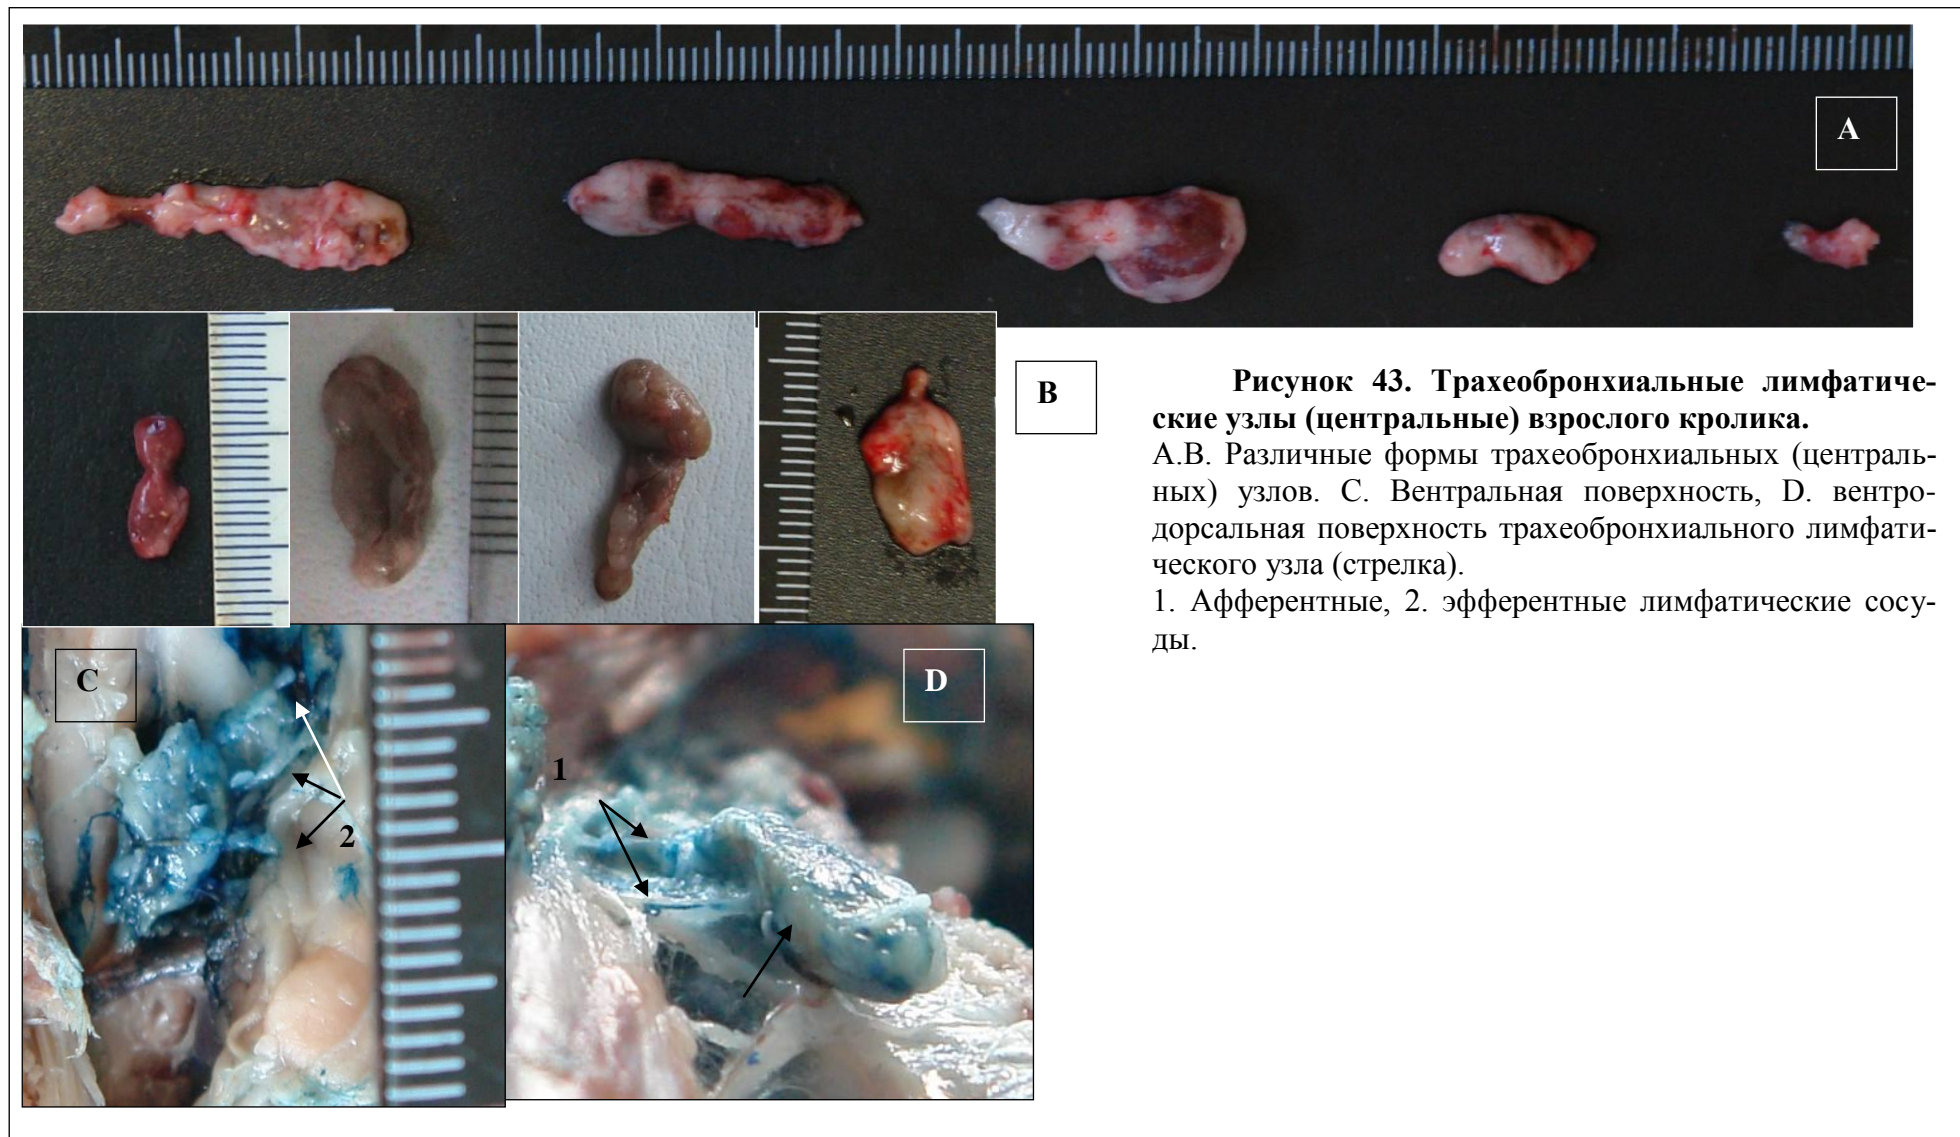 A
B
Рисунок 43. Трахеобронхиальные лимфатиче-
ские узлы (центральные) взрослого кролика.
А.В. Различные формы трахеобронхиальных (централь-
ных) узлов. С. Вентральная поверхность, D. вентро-
дорсальная поверхность трахеобронхиального лимфати-
ческого узла (стрелка).
1. Афферентные, 2. эфферентные лимфатические сосу-
ды.
C
D
1
2